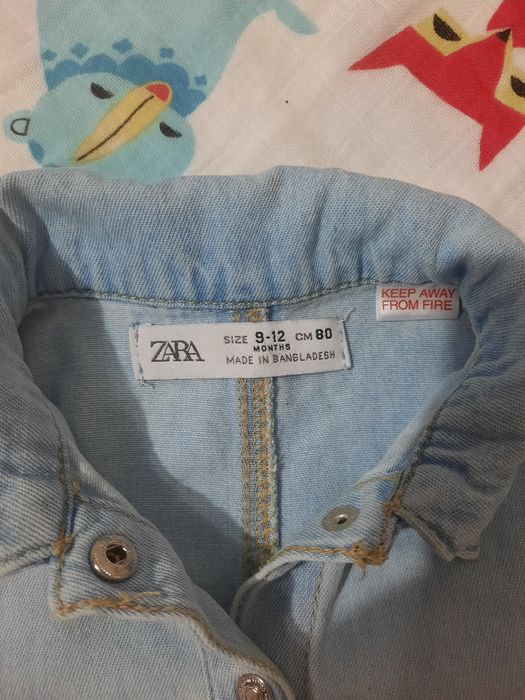 KEEP AWAY
FROM FIRE
ZARA
SIZE 9-12 CM 80
MONTHS
MADE IN BANGLADESH